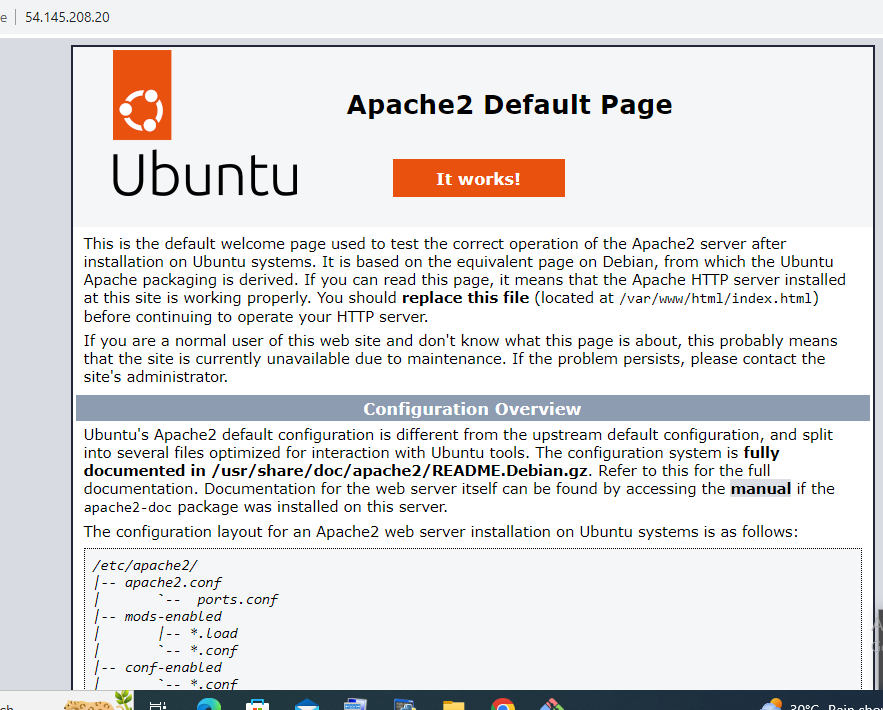 54.145.208.20
Apache2 Default Page
Ubuntu
It works!
This is the default welcome page used to test the correct operation of the Apache2 server after
installation on Ubuntu systems. It is based on the equivalent page on Debian, from which the Ubuntu
Apache packaging is derived. If you can read this page, it means that the Apache HTTP server installed
at this site is working properly. You should replace this file (located at /var/www/html/index.html)
before continuing to operate your HTTP server.
If you are a normal user of this web site and don't know what this page is about, this probably means
that the site is currently unavailable due to maintenance. If the problem persists, please contact the
site's administrator.
Configuration Overview
Ubuntu's Apache2 default configuration is different from the upstream default configuration, and split
into several files optimized for interaction with Ubuntu tools. The configuration system is fully
documented in /usr/share/doc/apache2/README.Debian.gz. Refer to this for the full
documentation. Documentation for the web server itself can be found by accessing the manual if the
apache2-doc package was installed on this server.
The configuration layout for an Apache2 web server installation on Ubuntu systems is as follows:
/etc/apache2/
|-- apache2.conf
|       `--  ports.conf
|-- mods-enabled
|       |-- *.load
|       `-- *.conf
|-- conf-enabled
|       `-- *.conf
30°C Rain